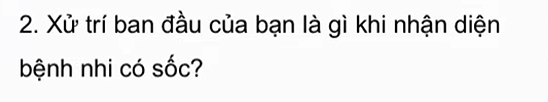 2. Xử trí ban đầu của bạn là gì khi nhận diện
bệnh nhi có sốc?